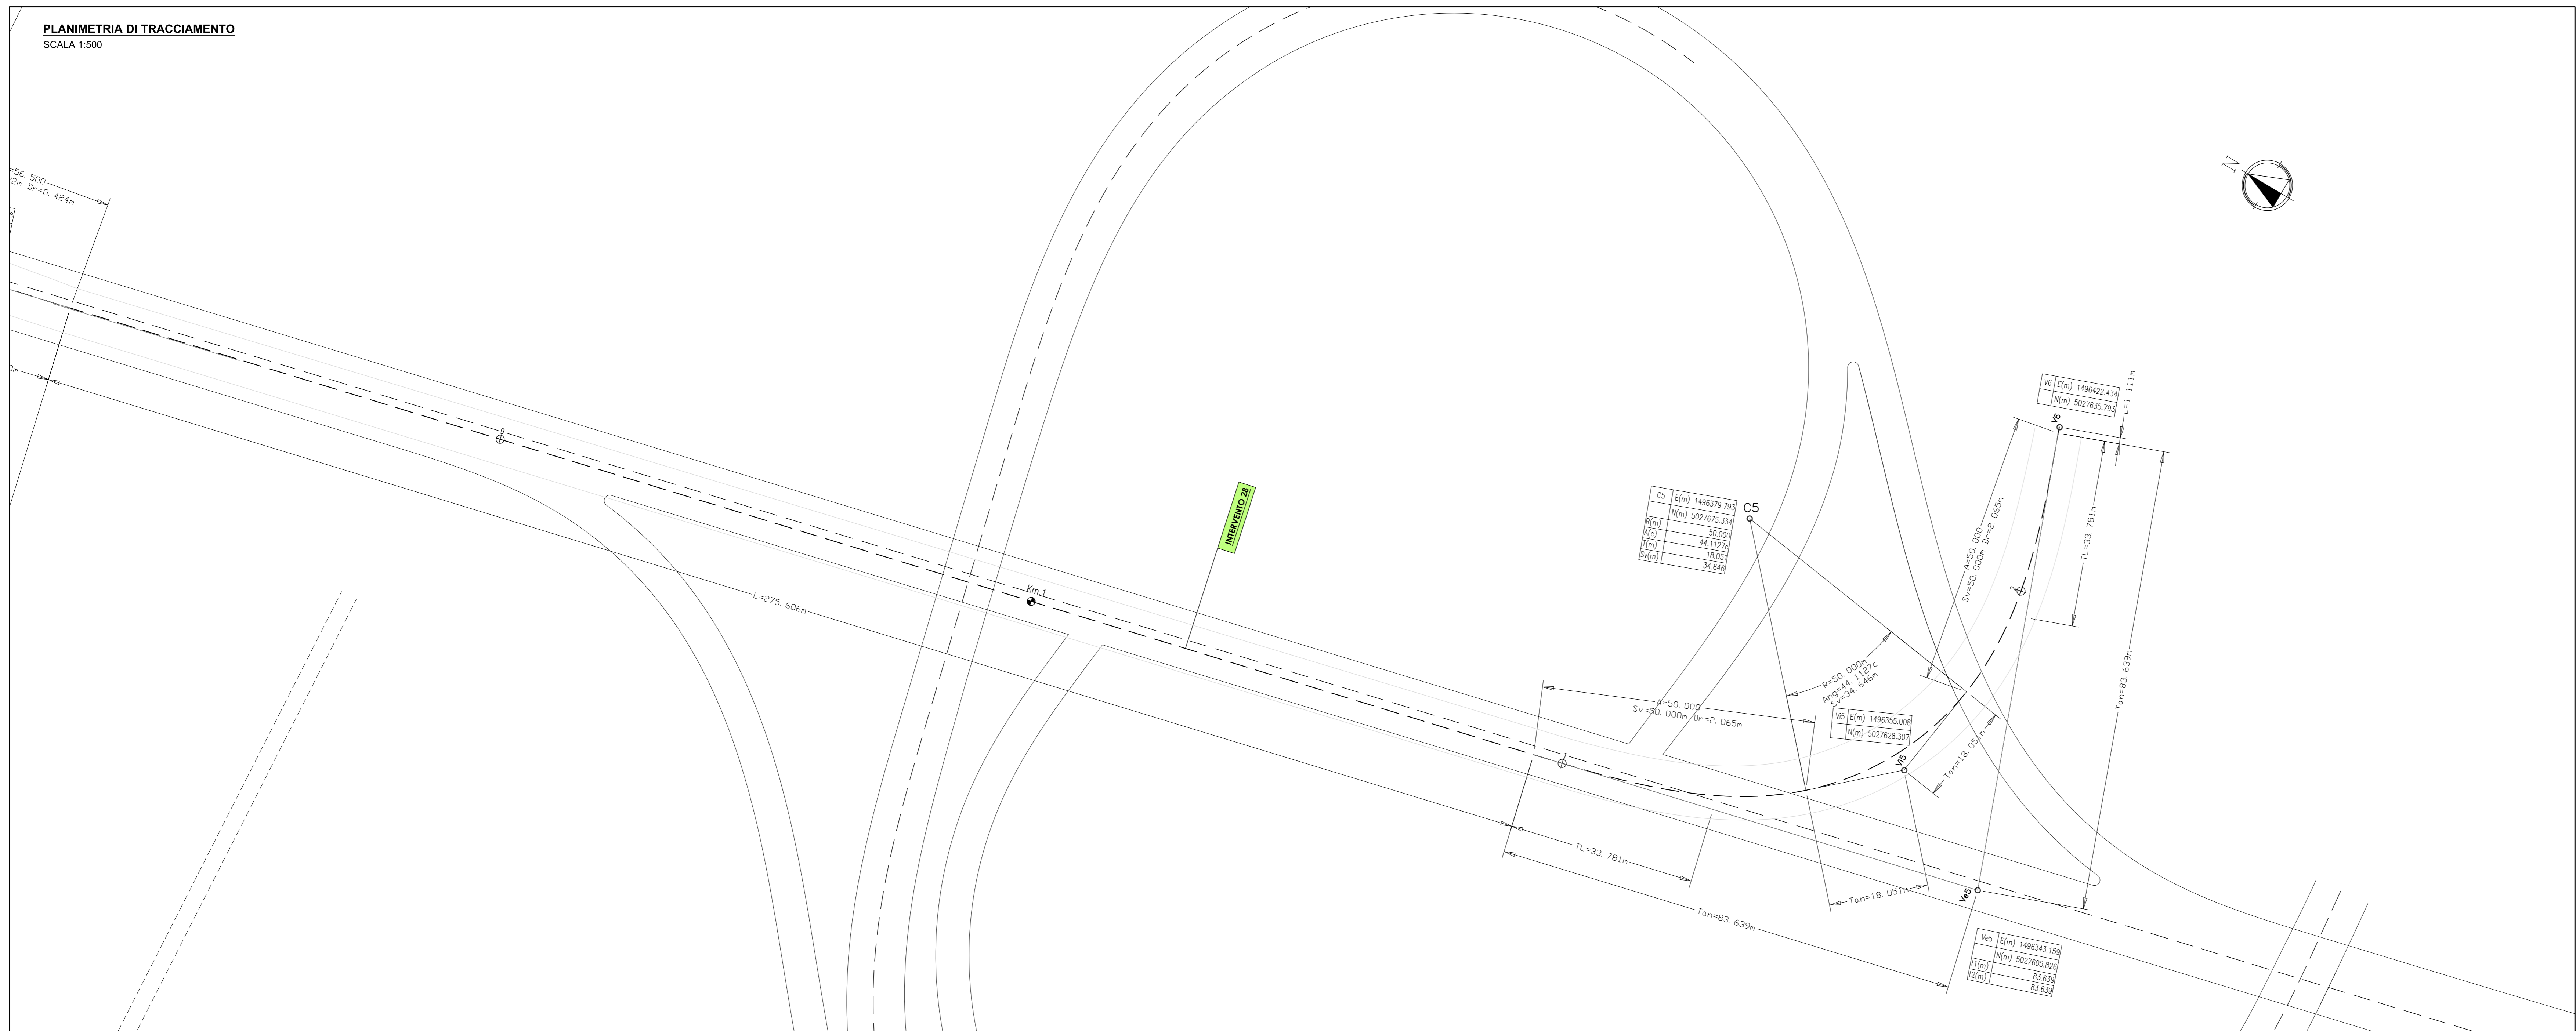 PLANIMETRIA DI TRACCIAMENTO
SCALA 1:500
=56.500
Dr=0.424m
N
9
Km 1
L=275.606m
INTERVENTO 28
C5 E(m) 1496379.793
N(m) 5027675.334
R(m) 50.000
A(c) 44.1127c
T(m) 18.051
Sv(m) 34.646
C5
V6 E(m) 1496422.434
N(m) 5027635.793
V6
L=1.111m
A=50.000
Sv=50.000m Dr=2.065m
TL=33.781m
2
Tan=83.639m
R=50.000m
Ang=44.1127c
Sv=34.646m
A=50.000
Sv=50.000m Dr=2.065m
Vi5 E(m) 1496355.008
N(m) 5027628.307
Vi5
1
Tan=18.051m
TL=33.781m
Tan=18.051m
Tan=83.639m
Ve5
Ve5 E(m) 1496343.159
N(m) 5027605.826
t1(m) 83.639
t2(m) 83.639